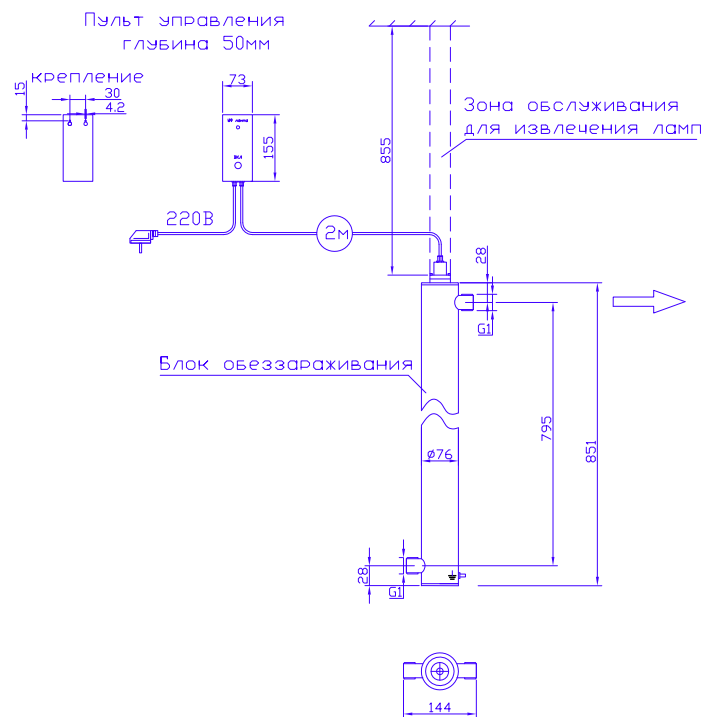 Пульт управления
глубина 50мм
крепление
15
30
4.2
73
155
ВКЛ
220В
2м
855
Зона обслуживания
для извлечения ламп
28
G1
Блок обеззараживания
795
851
ø76
28
G1
144